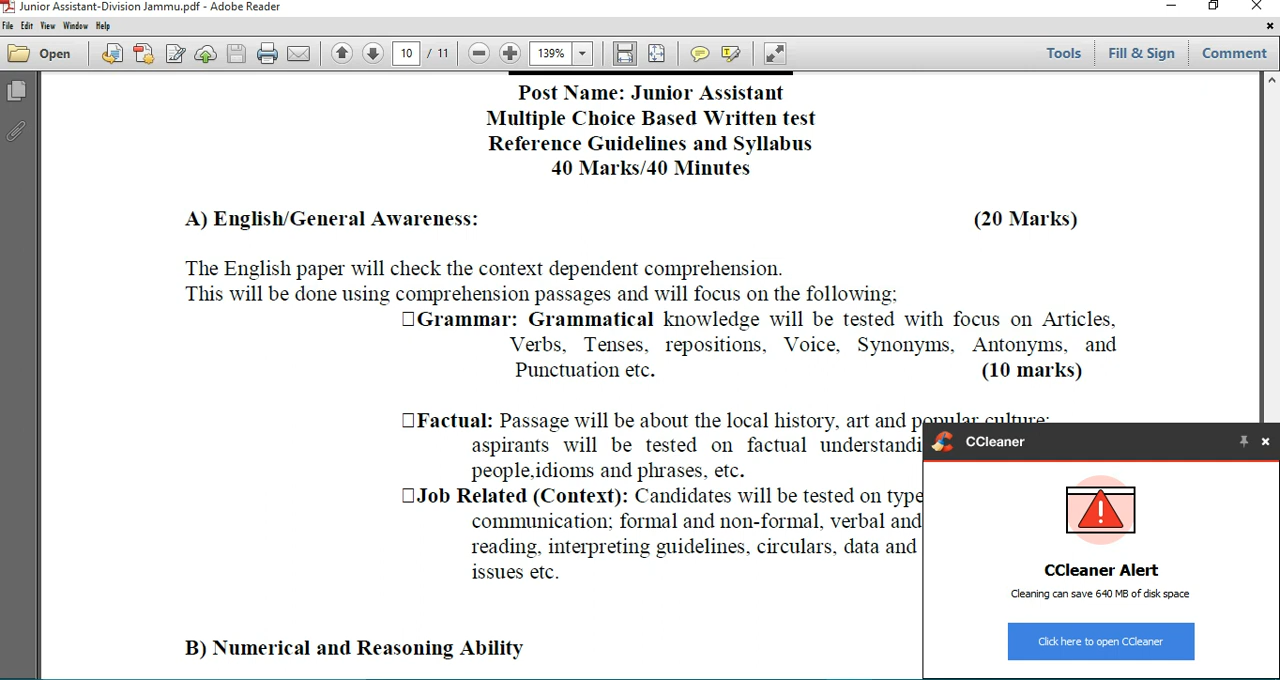 Junior Assistant-Division Jammu.pdf - Adobe Reader
File Edit View Window Help
Open 10 / 11 139% Tools Fill & Sign Comment
Post Name: Junior Assistant
Multiple Choice Based Written test
Reference Guidelines and Syllabus
40 Marks/40 Minutes
A) English/General Awareness: (20 Marks)
The English paper will check the context dependent comprehension.
This will be done using comprehension passages and will focus on the following;
Grammar: Grammatical knowledge will be tested with focus on Articles,
Verbs, Tenses, repositions, Voice, Synonyms, Antonyms, and
Punctuation etc. (10 marks)
Factual: Passage will be about the local history, art and popular culture;
aspirants will be tested on factual understandi
people,idioms and phrases, etc.
Job Related (Context): Candidates will be tested on type
communication; formal and non-formal, verbal and
reading, interpreting guidelines, circulars, data and
issues etc.
B) Numerical and Reasoning Ability
CCleaner
CCleaner Alert
Cleaning can save 640 MB of disk space
Click here to open CCleaner